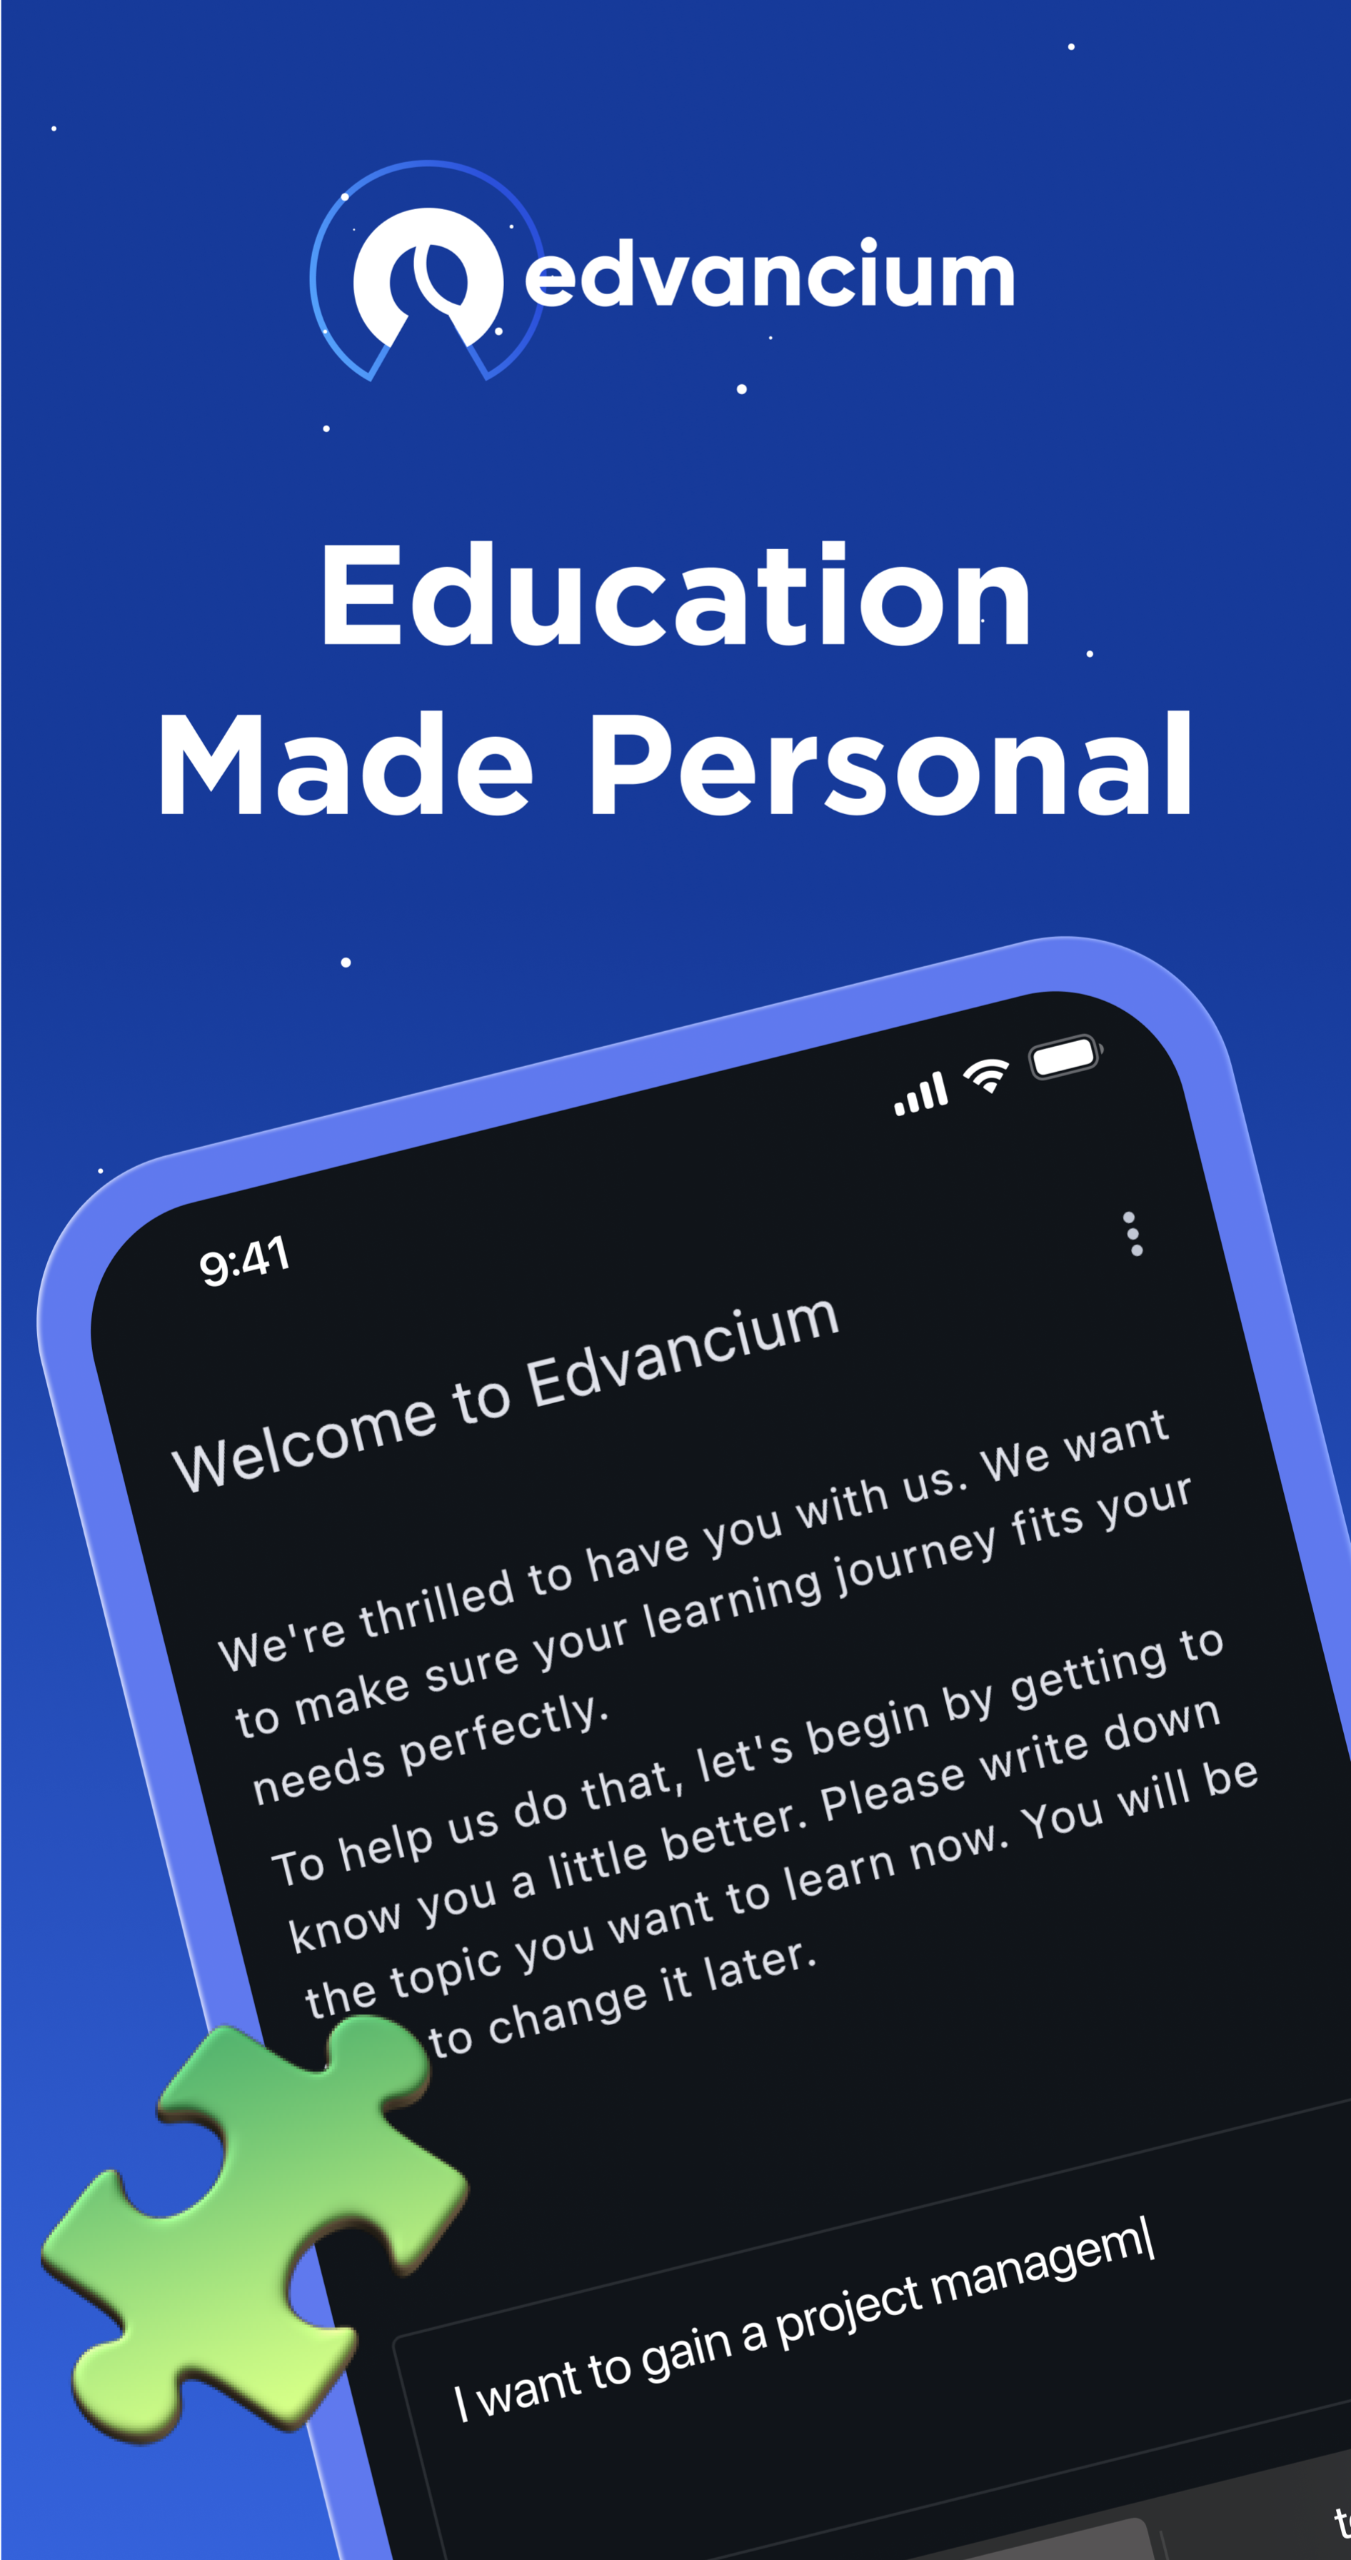 edvancium
Education
Made Personal
9:41
Welcome to Edvancium
We're thrilled to have you with us. We want
to make sure your learning journey fits your
needs perfectly.
To help us do that, let's begin by getting to
know you a little better. Please write down
the topic you want to learn now. You will be
to change it later.
I want to gain a project managem